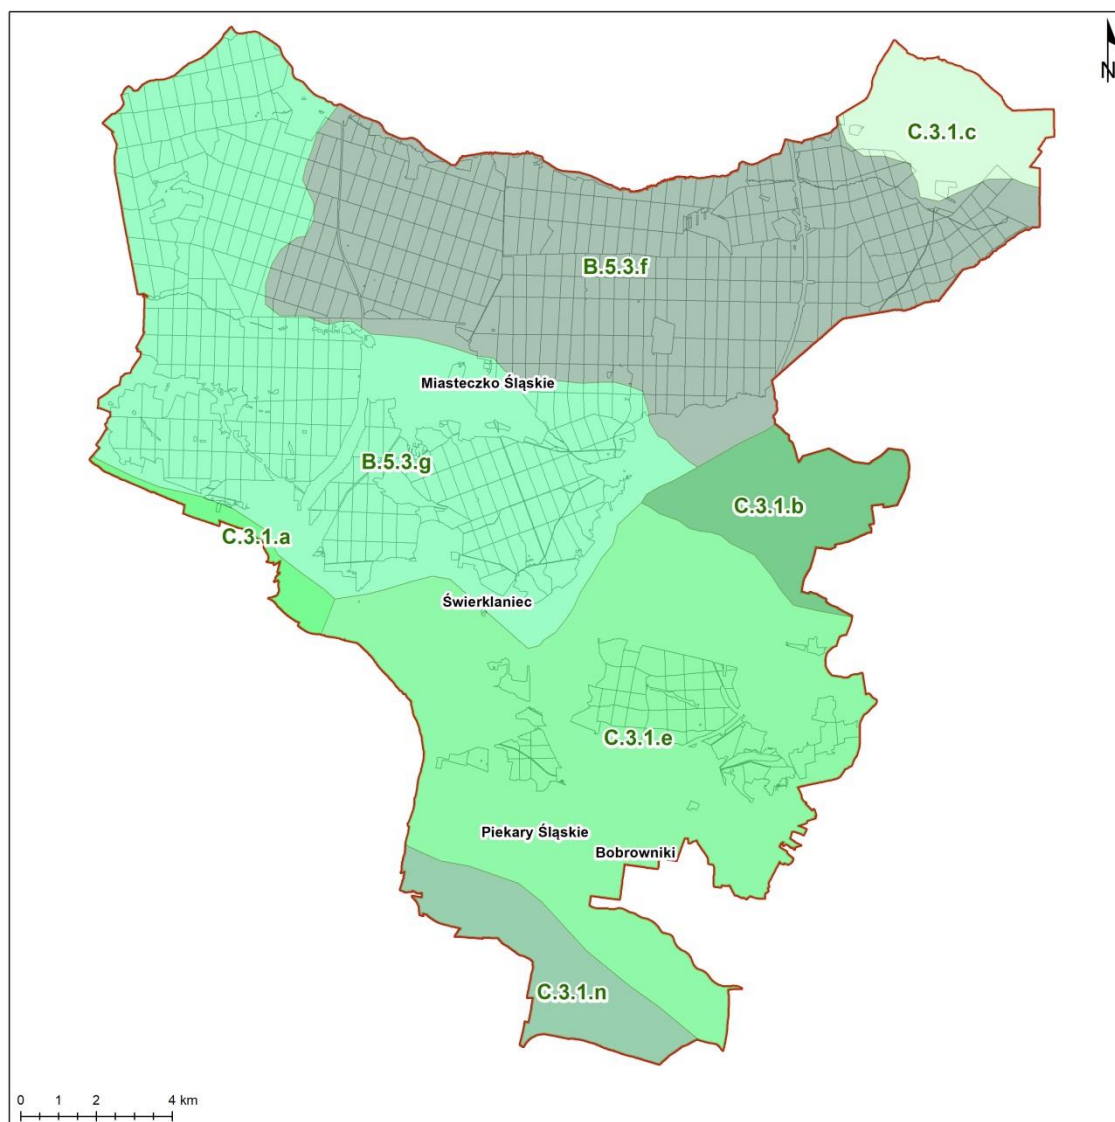 N
C.3.1.c
B.5.3.f
Miasteczko Śląskie
B.5.3.g
C.3.1.b
C.3.1.a
Świerklaniec
C.3.1.e
Piekary Śląskie
Bobrowniki
C.3.1.n
0 1 2 4 km